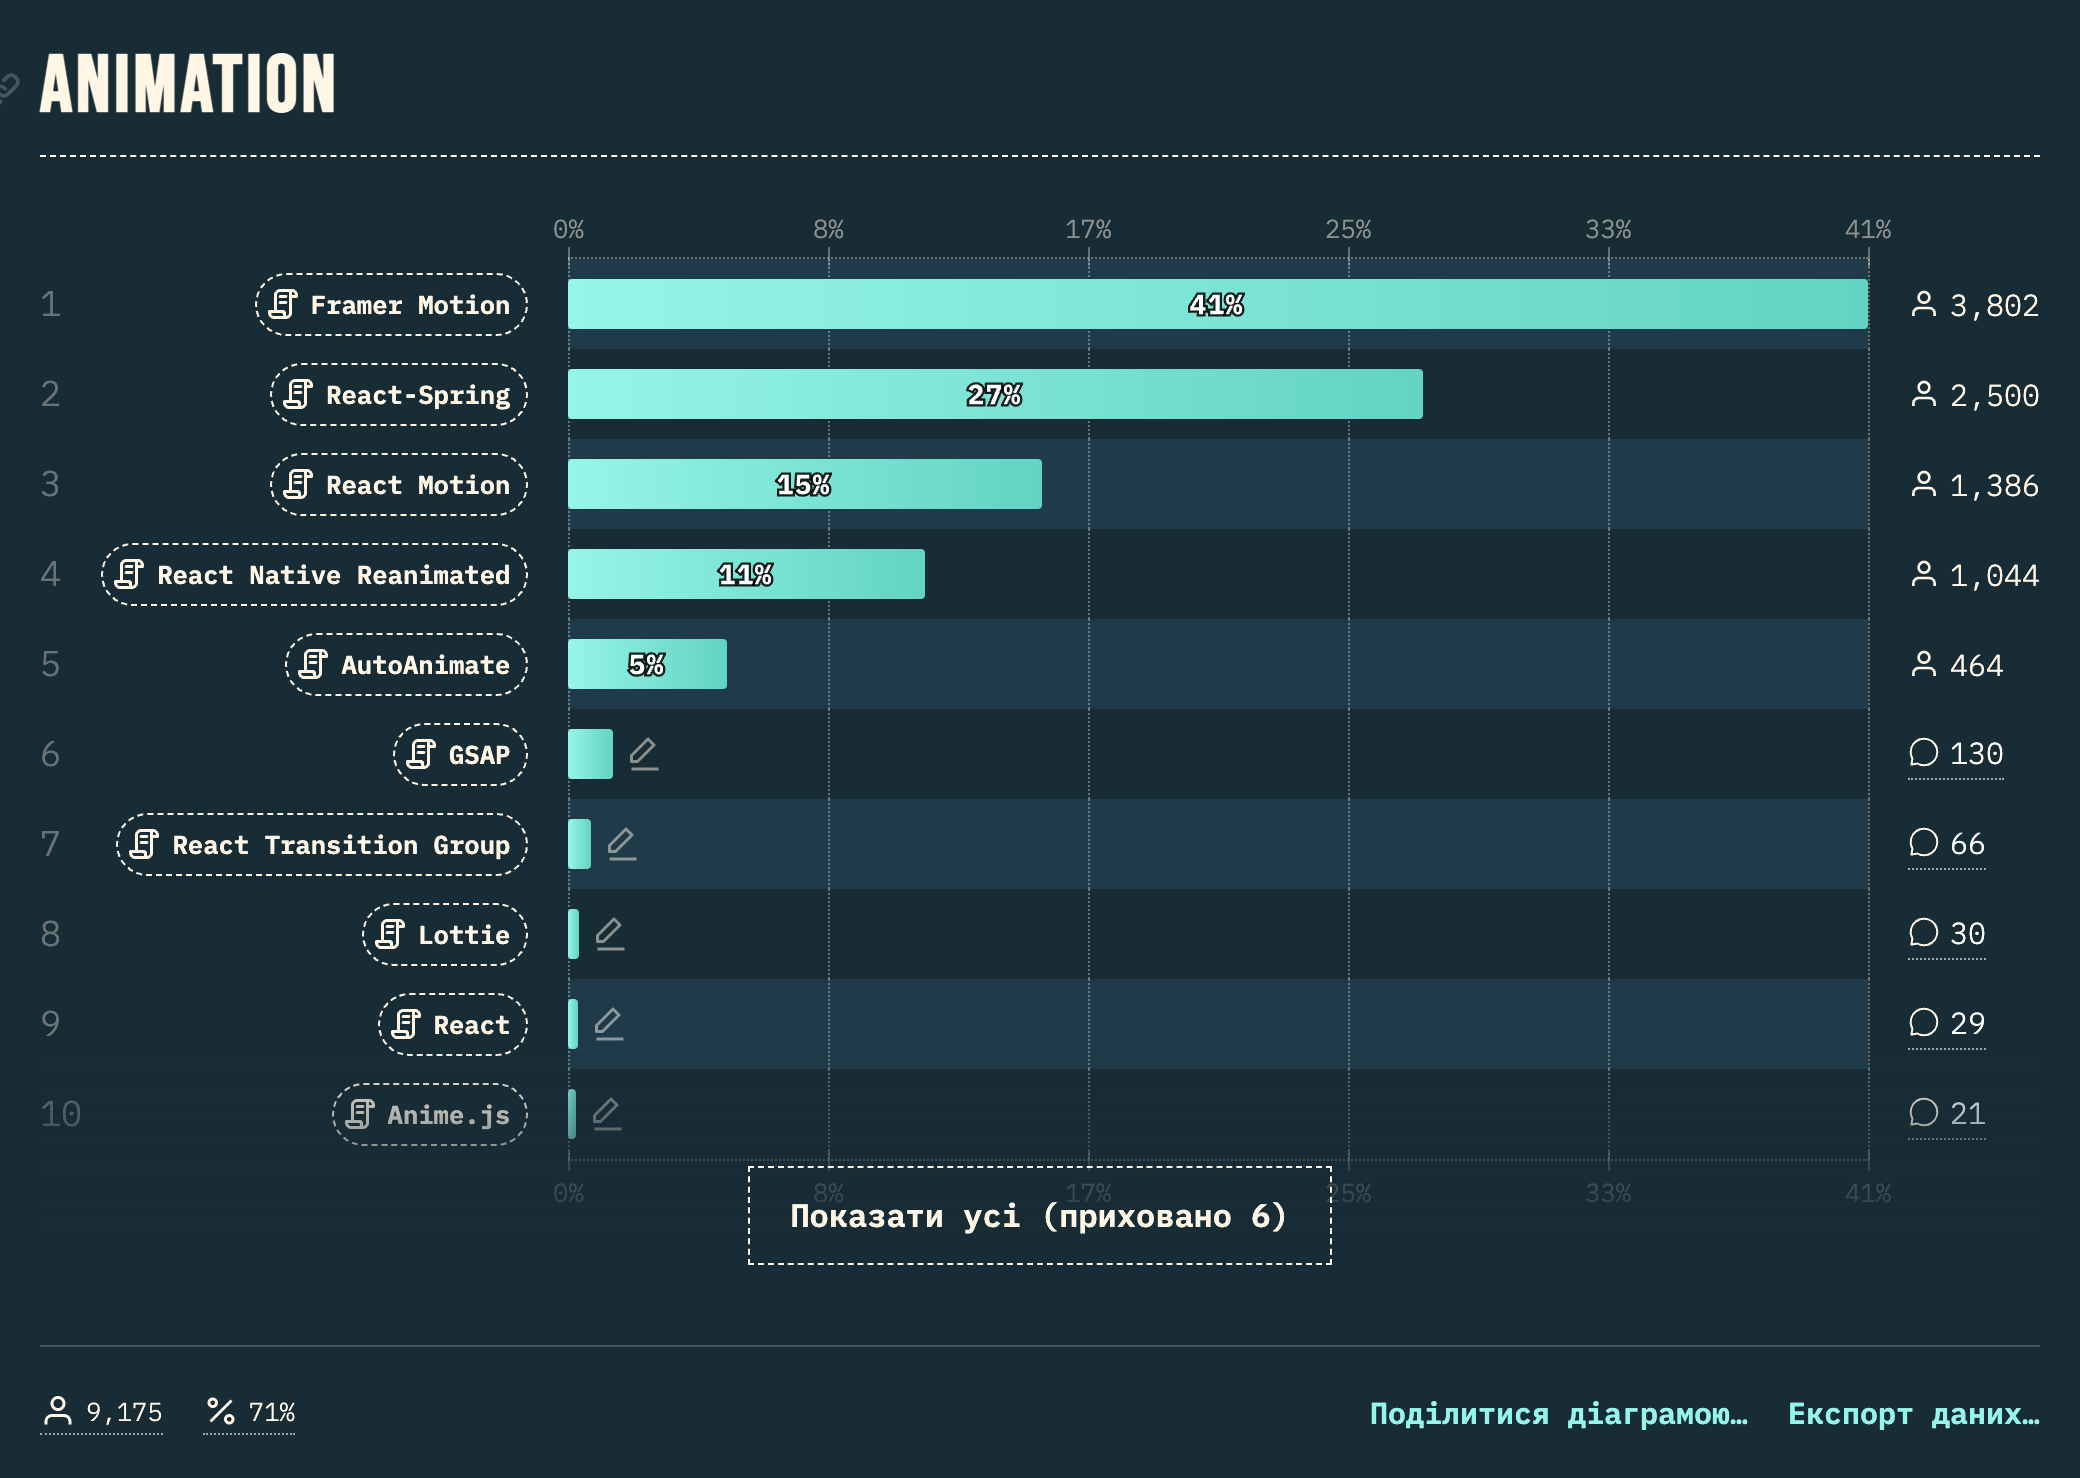 ANIMATION
0% 8% 17% 25% 33% 41%
1 Framer Motion 41% 3,802
2 React-Spring 27% 2,500
3 React Motion 15% 1,386
4 React Native Reanimated 11% 1,044
5 AutoAnimate 5% 464
6 GSAP 130
7 React Transition Group 66
8 Lottie 30
9 React 29
10 Anime.js 21
0% 8% 17% 25% 33% 41%
Показати усі (приховано 6)
9,175 71% Поділитися діаграмою… Експорт даних…